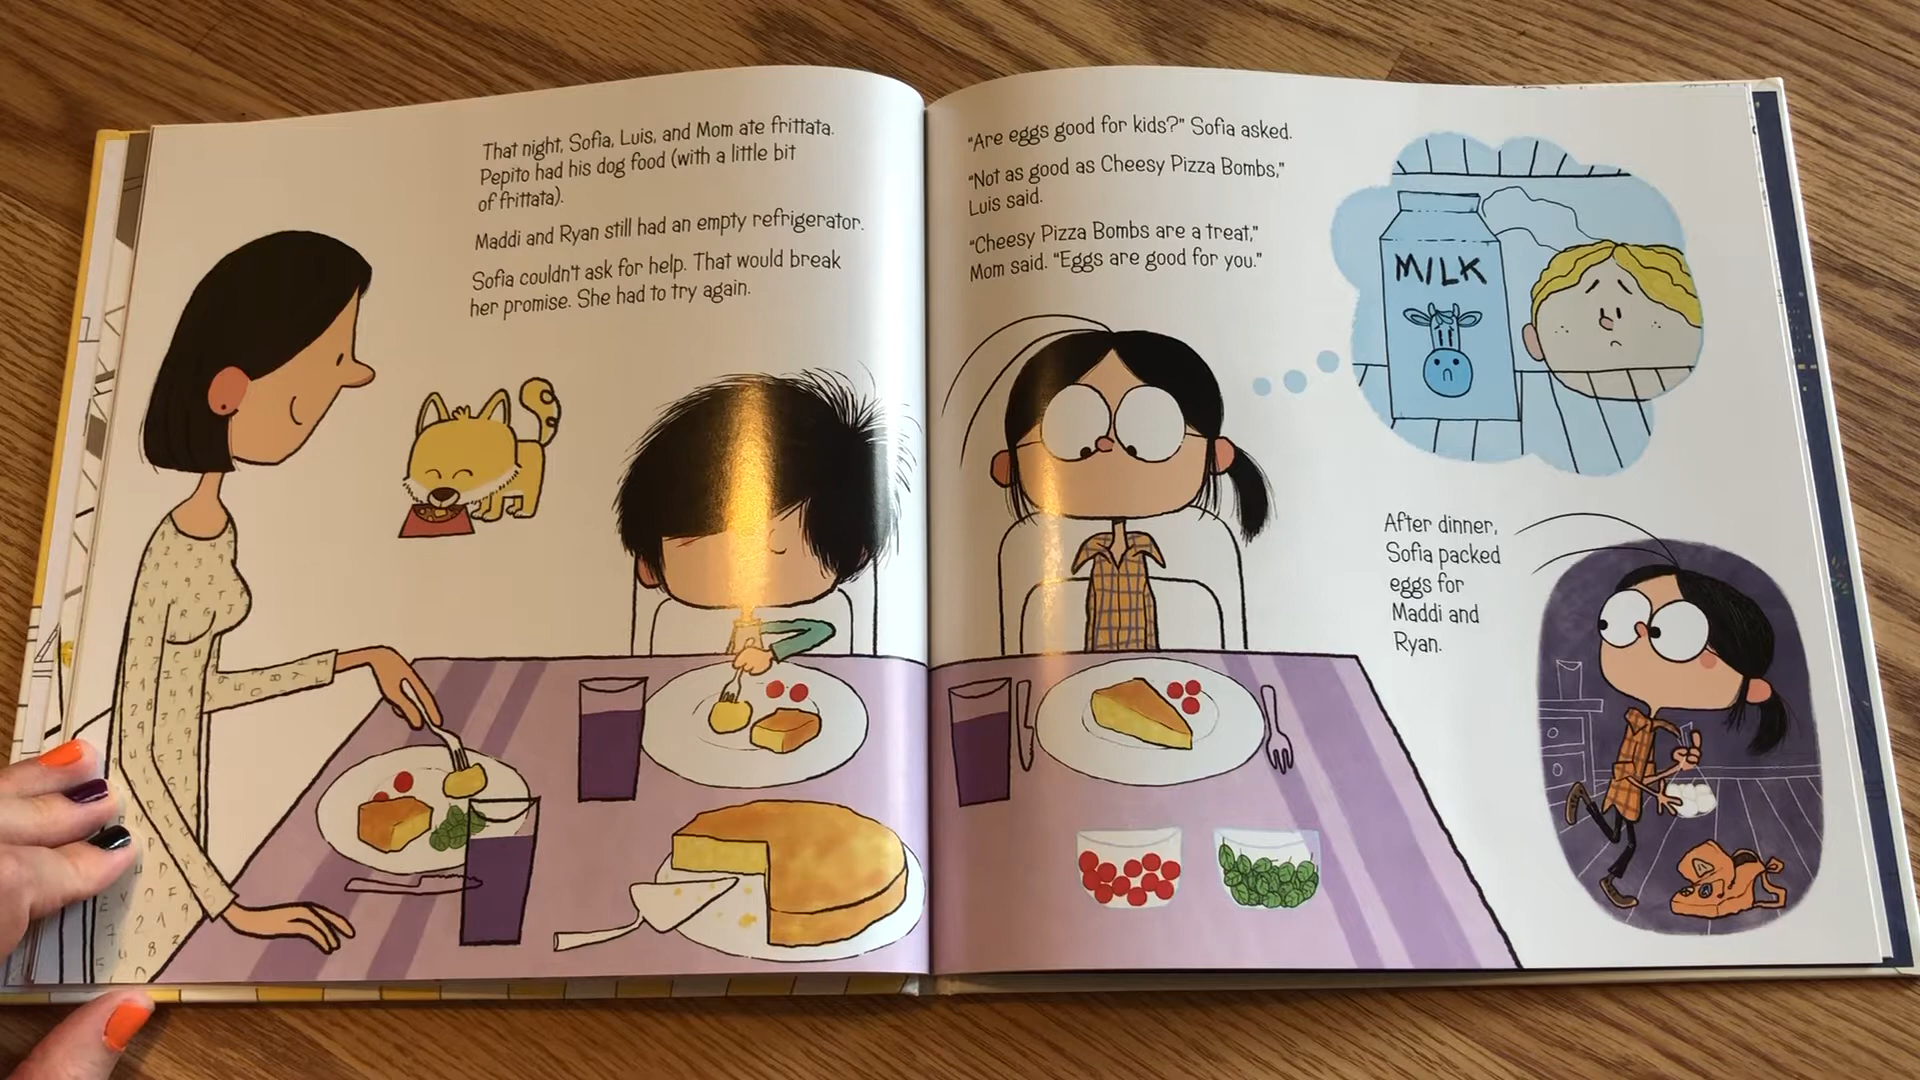 That night, Sofia, Luis, and Mom ate frittata.
Pepito had his dog food (with a little bit
of frittata).
Maddi and Ryan still had an empty refrigerator.
Sofia couldn't ask for help. That would break
her promise. She had to try again.
"Are eggs good for kids?" Sofia asked.
"Not as good as Cheesy Pizza Bombs,"
Luis said.
"Cheesy Pizza Bombs are a treat,"
Mom said. "Eggs are good for you."
MILK
After dinner,
Sofia packed
eggs for
Maddi and
Ryan.